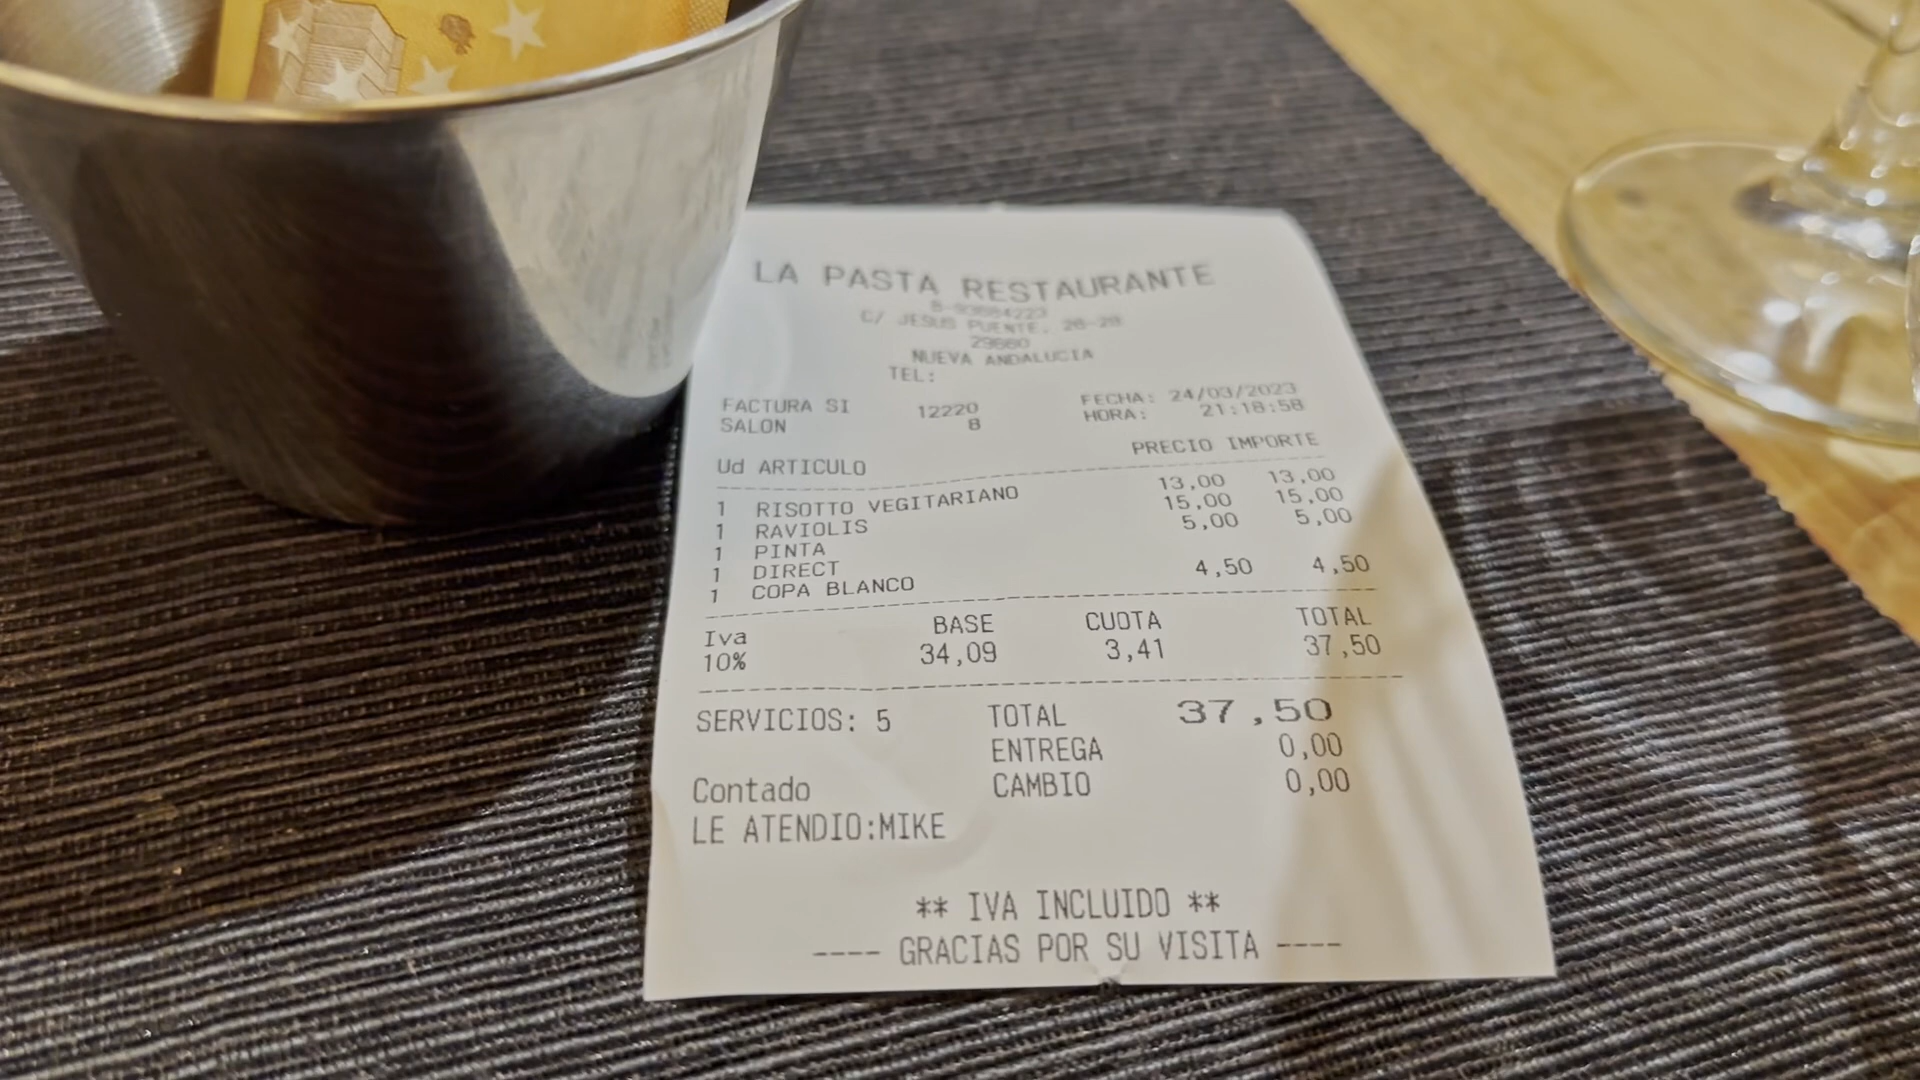 LA PASTA RESTAURANTE
C/ JESUS PUENTE, 26-28
29660
NUEVA ANDALUCIA
TEL:
FACTURA SI 12220 FECHA: 24/03/2023
SALON 8 HORA: 21:18:58
Ud ARTICULO PRECIO IMPORTE
1 RISOTTO VEGITARIANO 13,00 13,00
1 RAVIOLIS 15,00 15,00
1 PINTA 5,00 5,00
1 DIRECT
1 COPA BLANCO 4,50 4,50
Iva BASE CUOTA TOTAL
10% 34,09 3,41 37,50
SERVICIOS: 5 TOTAL 37,50
ENTREGA 0,00
Contado CAMBIO 0,00
LE ATENDIO:MIKE
** IVA INCLUIDO **
---- GRACIAS POR SU VISITA ----